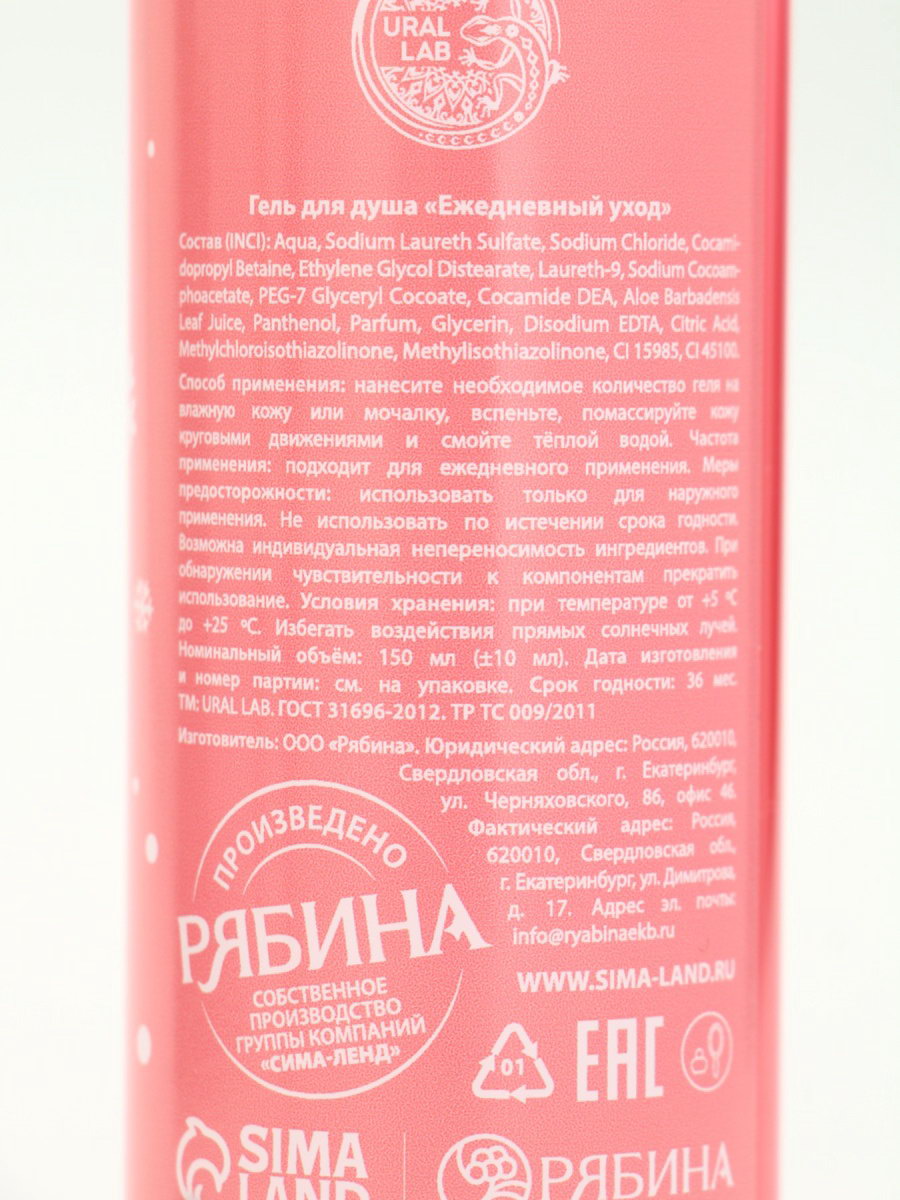 URAL
LAB
Гель для душа «Ежедневный уход»
Состав (INCI): Aqua, Sodium Laureth Sulfate, Sodium Chloride, Cocami-
dopropyl Betaine, Ethylene Glycol Distearate, Laureth-9, Sodium Cocoam-
phoacetate, PEG-7 Glyceryl Cocoate, Cocamide DEA, Aloe Barbadensis
Leaf Juice, Panthenol, Parfum, Glycerin, Disodium EDTA, Citric Acid,
Methylchloroisothiazolinone, Methylisothiazolinone, CI 15985, CI 45100.
Способ применения: нанесите необходимое количество геля на
влажную кожу или мочалку, вспеньте, помассируйте кожу
круговыми движениями и смойте тёплой водой. Частота
применения: подходит для ежедневного применения. Меры
предосторожности: использовать только для наружного
применения. Не использовать по истечении срока годности.
Возможна индивидуальная непереносимость ингредиентов. При
обнаружении чувствительности к компонентам прекратить
использование. Условия хранения: при температуре от +5 °C
до +25 °C. Избегать воздействия прямых солнечных лучей.
Номинальный объём: 150 мл (±10 мл). Дата изготовления
и номер партии: см. на упаковке. Срок годности: 36 мес.
TM: URAL LAB. ГОСТ 31696-2012. ТР ТС 009/2011
Изготовитель: ООО «Рябина». Юридический адрес: Россия, 620010,
Свердловская обл., г. Екатеринбург,
ул. Черняховского, 86, офис 46.
Фактический адрес: Россия,
620010, Свердловская обл.,
г. Екатеринбург, ул. Димитрова,
д. 17. Адрес эл. почты:
info@ryabinaekb.ru
WWW.SIMA-LAND.RU
ПРОИЗВЕДЕНО
РЯБИНА
СОБСТВЕННОЕ
ПРОИЗВОДСТВО
ГРУППЫ КОМПАНИЙ
«СИМА-ЛЕНД»
01
EAC
SIMA
LAND
РЯБИНА